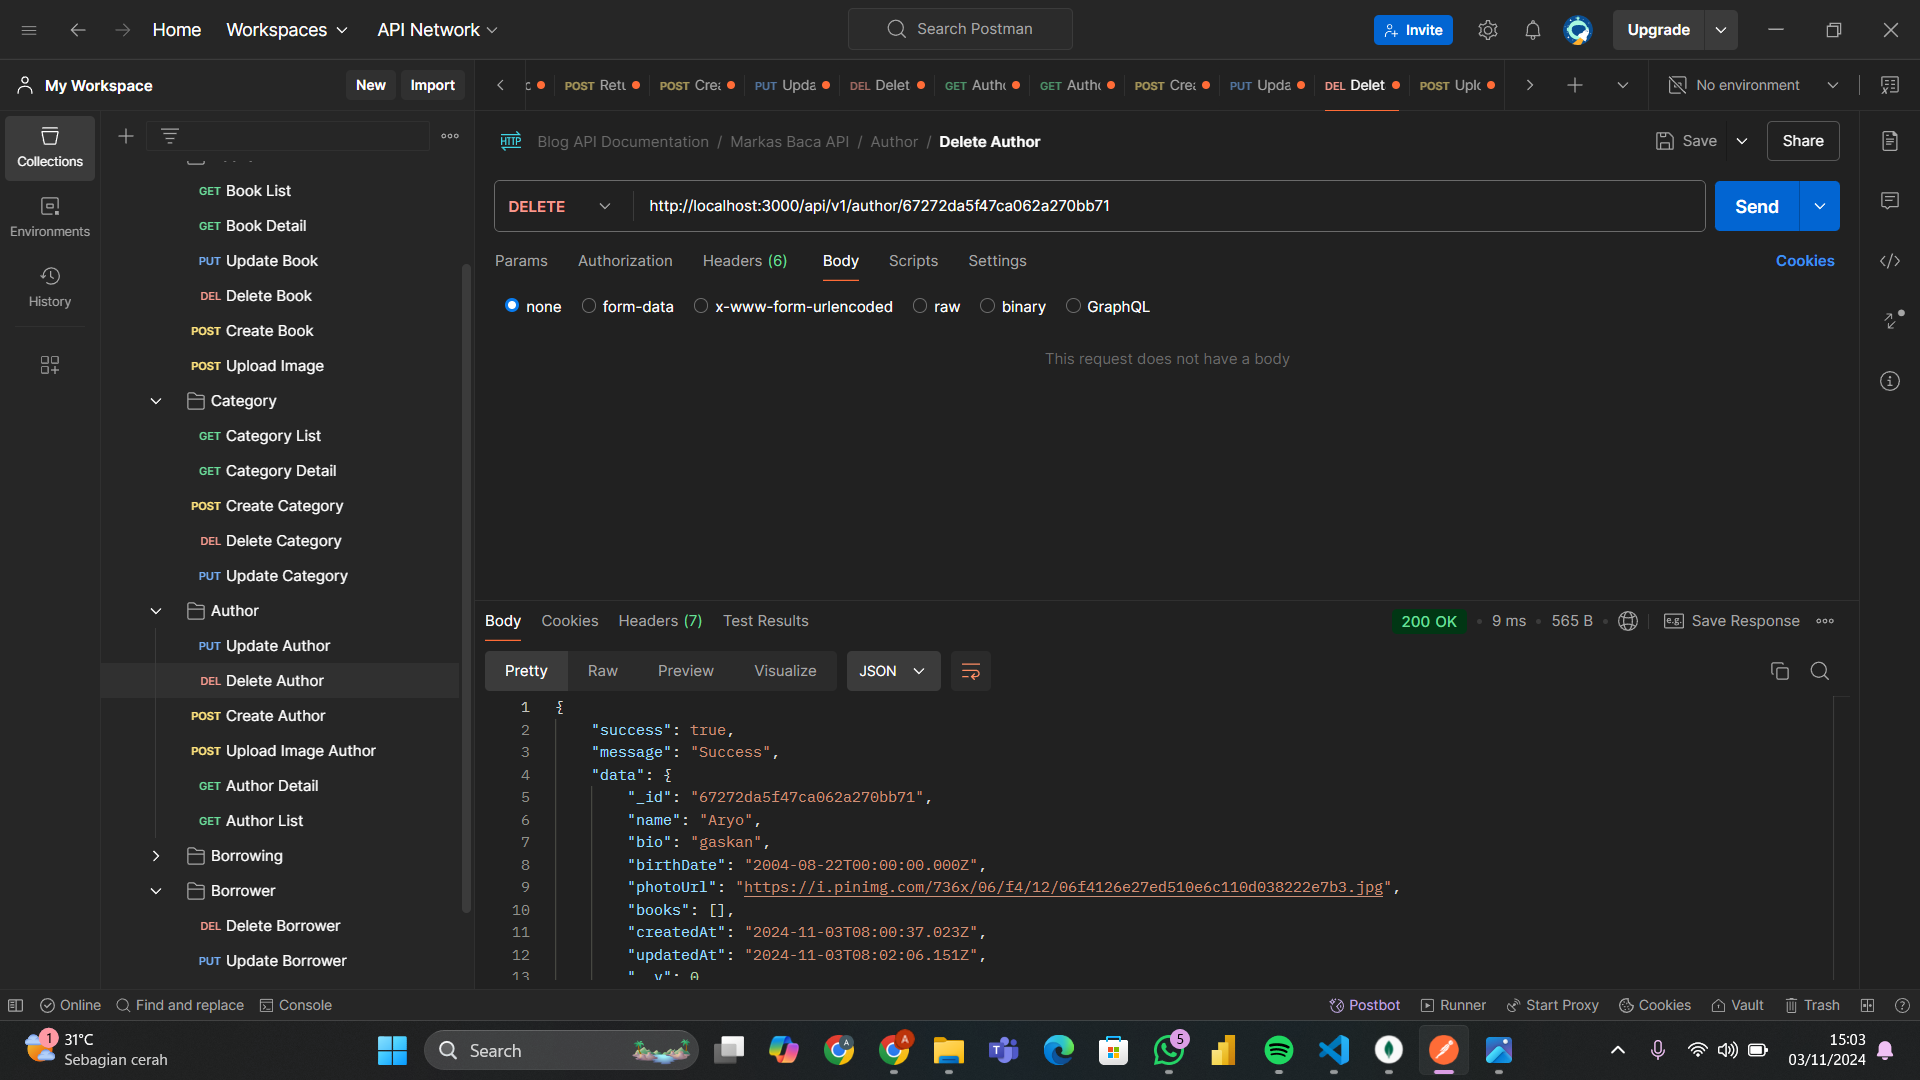 Home Workspaces API Network Search Postman Invite Upgrade
My Workspace New Import
POST Retu POST Crea PUT Upda DEL Delet GET Autho GET Autho POST Crea PUT Upda DEL Delet POST Uplo No environment
Collections
Environments
History
GET Book List
GET Book Detail
PUT Update Book
DEL Delete Book
POST Create Book
POST Upload Image
Category
GET Category List
GET Category Detail
POST Create Category
DEL Delete Category
PUT Update Category
Author
PUT Update Author
DEL Delete Author
POST Create Author
POST Upload Image Author
GET Author Detail
GET Author List
Borrowing
Borrower
DEL Delete Borrower
PUT Update Borrower
HTTP Blog API Documentation / Markas Baca API / Author / Delete Author Save Share
DELETE http://localhost:3000/api/v1/author/67272da5f47ca062a270bb71 Send
Params Authorization Headers (6) Body Scripts Settings Cookies
none form-data x-www-form-urlencoded raw binary GraphQL
This request does not have a body
Body Cookies Headers (7) Test Results 200 OK 9 ms 565 B e.g. Save Response
Pretty Raw Preview Visualize JSON
1 {
2 "success": true,
3 "message": "Success",
4 "data": {
5 "_id": "67272da5f47ca062a270bb71",
6 "name": "Aryo",
7 "bio": "gaskan",
8 "birthDate": "2004-08-22T00:00:00.000Z",
9 "photoUrl": "https://i.pinimg.com/736x/06/f4/12/06f4126e27ed510e6c110d038222e7b3.jpg",
10 "books": [],
11 "createdAt": "2024-11-03T08:00:37.023Z",
12 "updatedAt": "2024-11-03T08:02:06.151Z",
13 "__v": 0
Online Find and replace Console Postbot Runner Start Proxy Cookies Vault Trash
1 31°C
Sebagian cerah
Search
5
15:03
03/11/2024